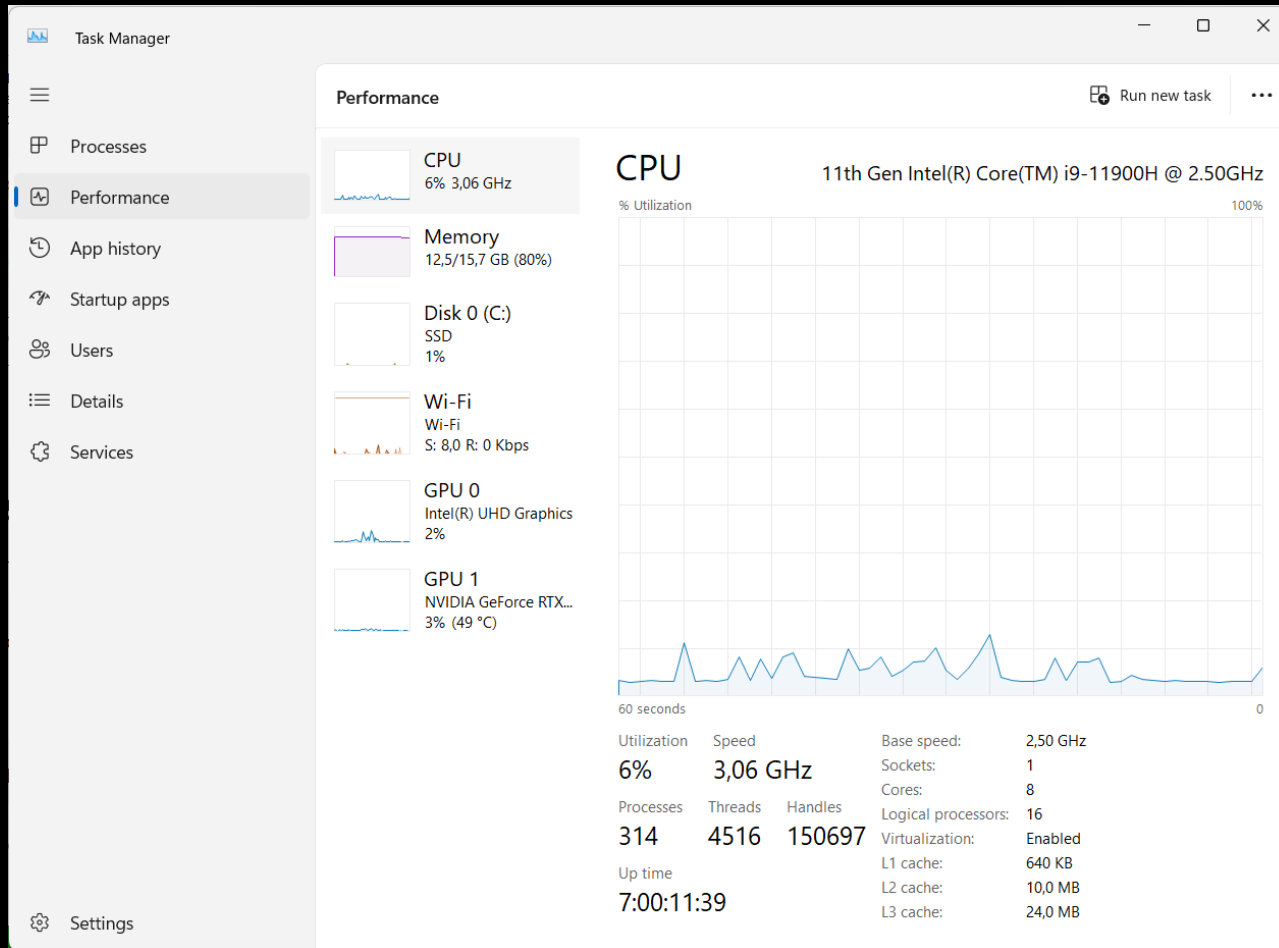 Task Manager
Performance
Run new task
Processes
Performance
App history
Startup apps
Users
Details
Services
Settings
CPU
6% 3,06 GHz
Memory
12,5/15,7 GB (80%)
Disk 0 (C:)
SSD
1%
Wi-Fi
Wi-Fi
S: 8,0 R: 0 Kbps
GPU 0
Intel(R) UHD Graphics
2%
GPU 1
NVIDIA GeForce RTX...
3% (49 °C)
CPU 11th Gen Intel(R) Core(TM) i9-11900H @ 2.50GHz
% Utilization 100%
60 seconds 0
Utilization Speed
6% 3,06 GHz
Processes Threads Handles
314 4516 150697
Up time
7:00:11:39
Base speed: 2,50 GHz
Sockets: 1
Cores: 8
Logical processors: 16
Virtualization: Enabled
L1 cache: 640 KB
L2 cache: 10,0 MB
L3 cache: 24,0 MB